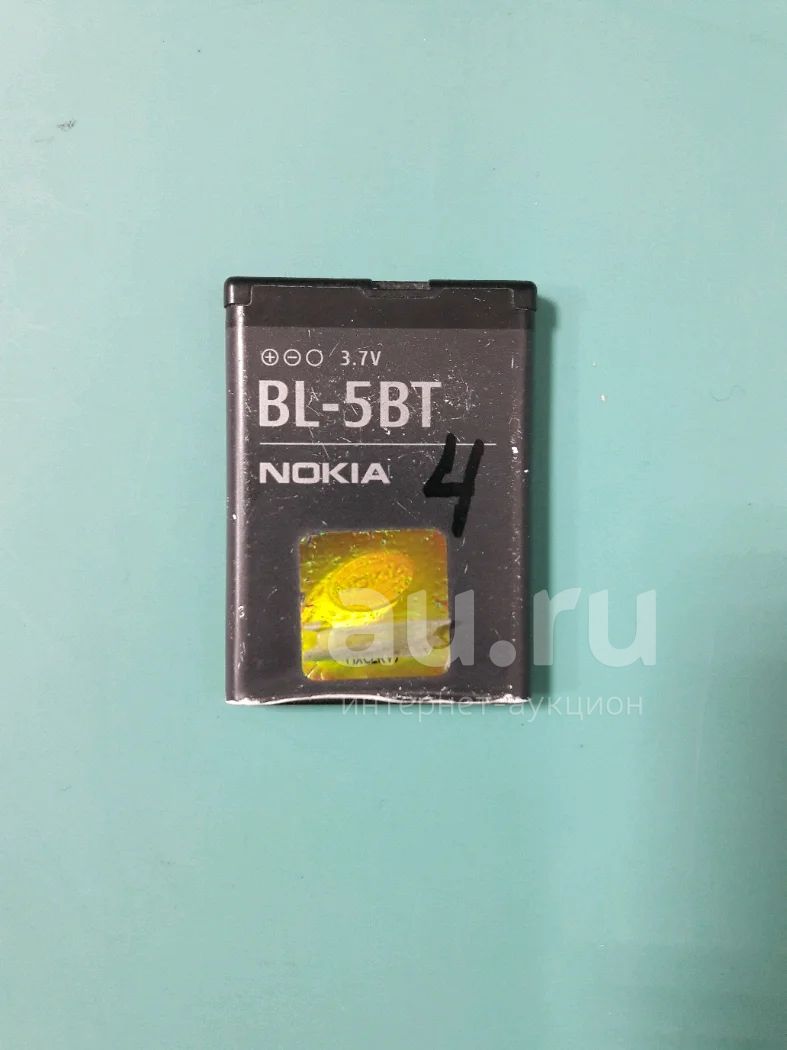 ⊕⊖○ 3.7V
BL-5BT
NOKIA
4
au.ru
интернет-аукцион